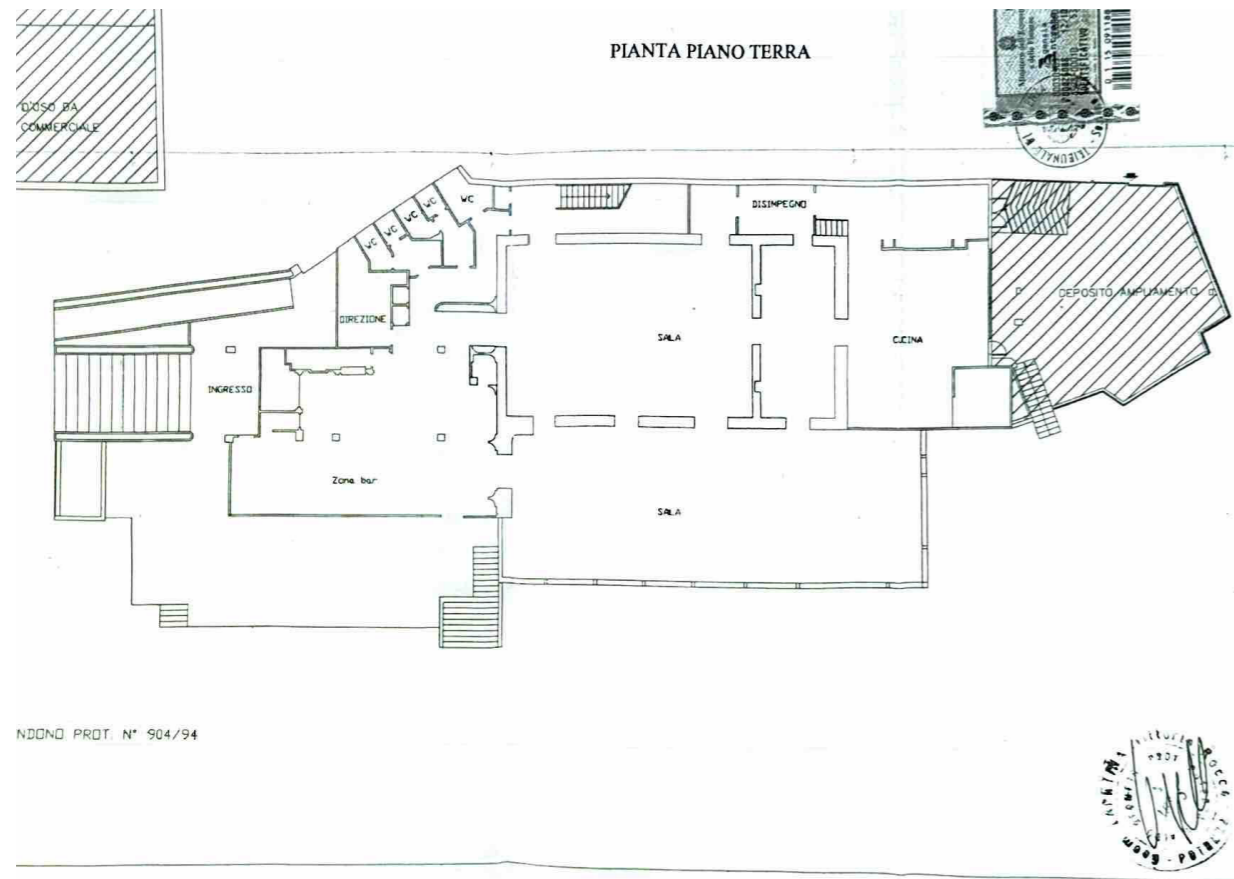 PIANTA PIANO TERRA
D'USO DA
COMMERCIALE
WC
WC
WC
WC
WC
DISIMPEGNO
DIREZIONE
DEPOSITO/AMPLIAMENTO
SALA
CUCINA
INGRESSO
Zona bar
SALA
NDONO PROT. N° 904/94